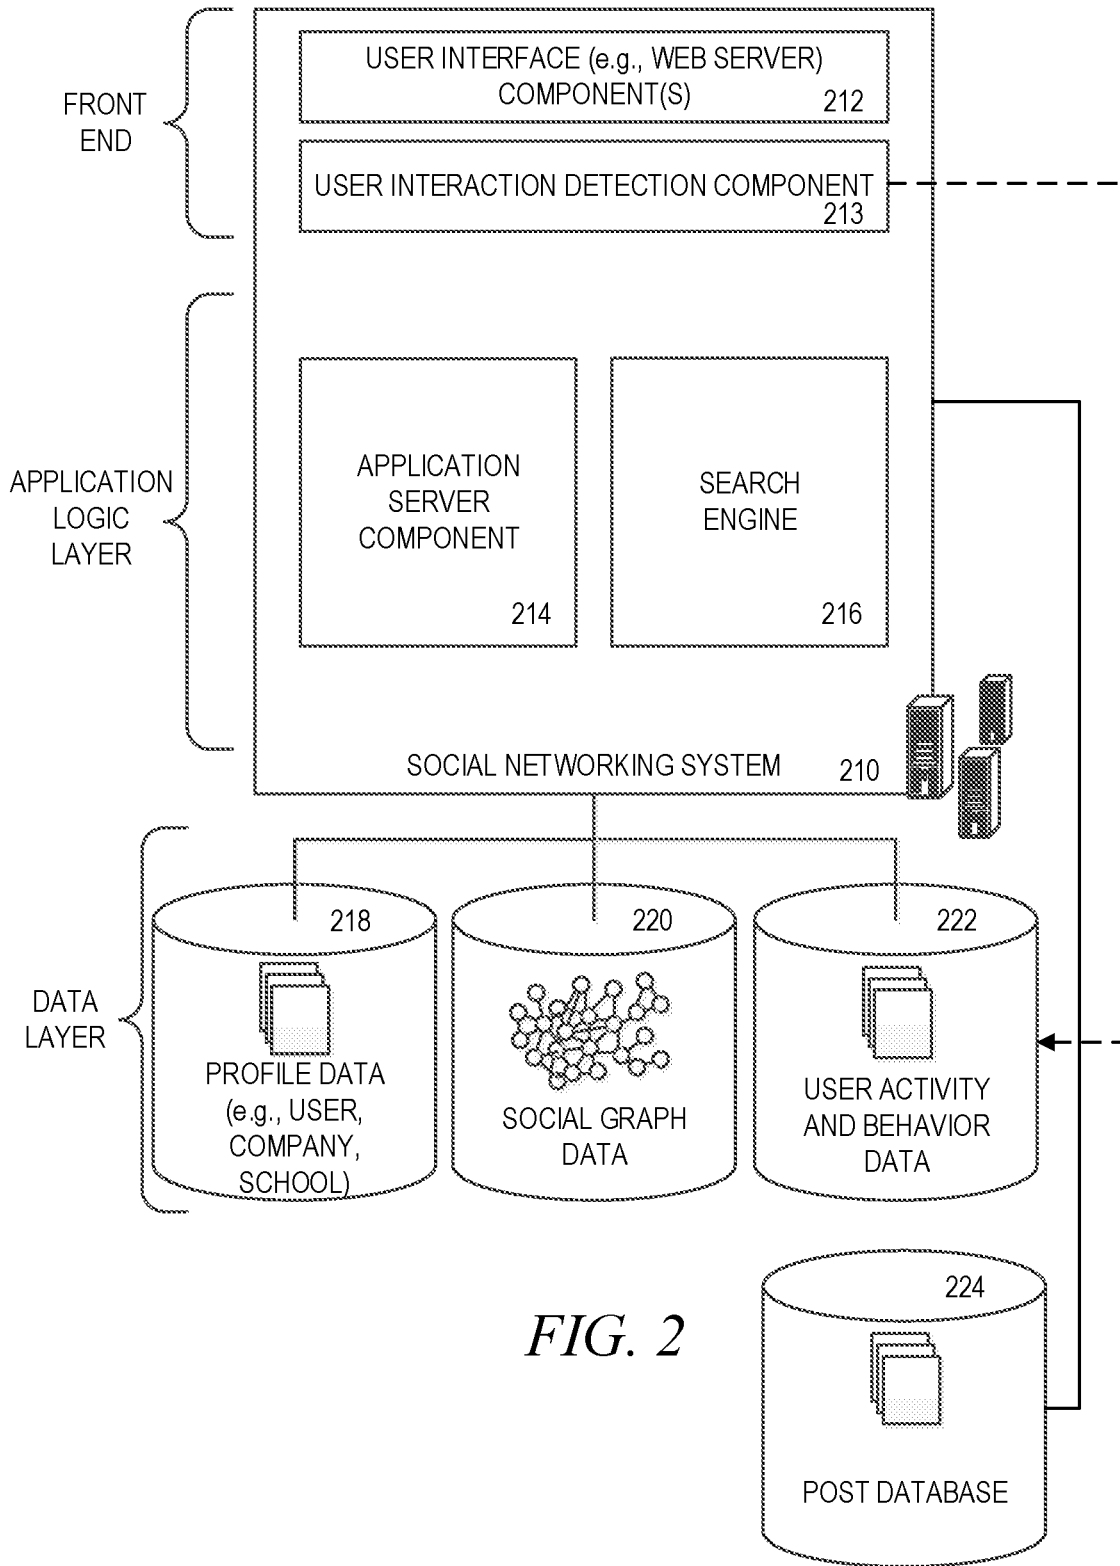 FRONT
END
USER INTERFACE (e.g., WEB SERVER)
COMPONENT(S)
212
USER INTERACTION DETECTION COMPONENT
213
APPLICATION
LOGIC
LAYER
APPLICATION
SERVER
COMPONENT
214
SEARCH
ENGINE
216
SOCIAL NETWORKING SYSTEM
210
DATA
LAYER
218
PROFILE DATA
(e.g., USER,
COMPANY,
SCHOOL)
220
SOCIAL GRAPH
DATA
222
USER ACTIVITY
AND BEHAVIOR
DATA
224
POST DATABASE
FIG. 2